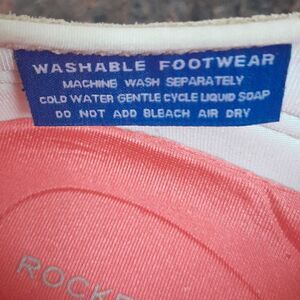 WASHABLE FOOTWEAR
MACHINE WASH SEPARATELY
COLD WATER GENTLE CYCLE LIQUID SOAP
DO NOT ADD BLEACH AIR DRY